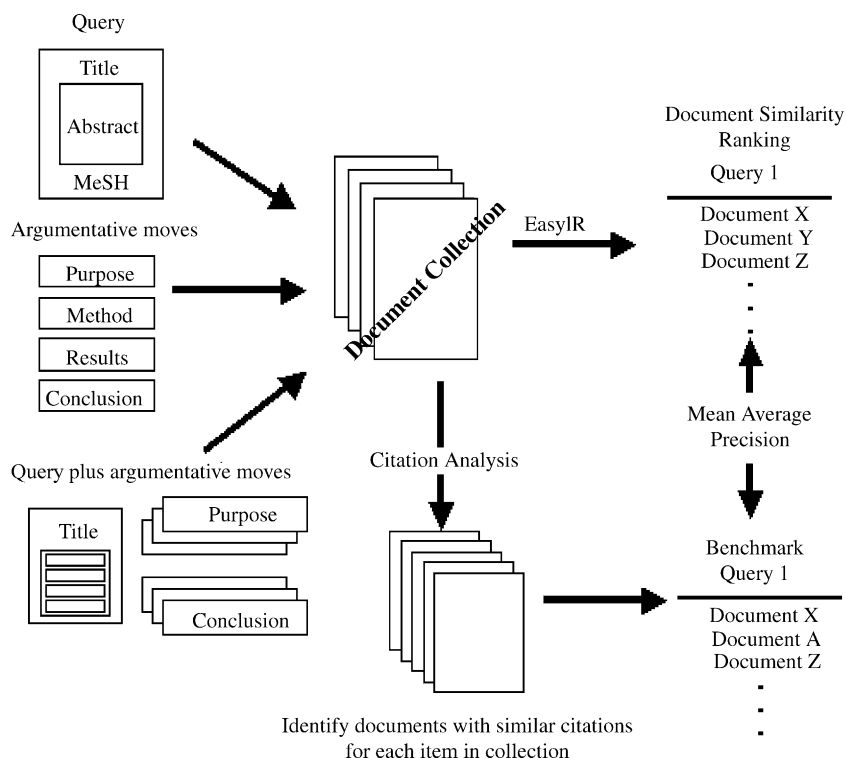 Query
Title
Abstract
MeSH
Argumentative moves
Purpose
Method
Results
Conclusion
Query plus argumentative moves
Title
Purpose
Conclusion
Document Collection
EasyIR
Citation Analysis
Identify documents with similar citations
for each item in collection
Document Similarity
Ranking
Query 1
Document X
Document Y
Document Z
Mean Average
Precision
Benchmark
Query 1
Document X
Document A
Document Z